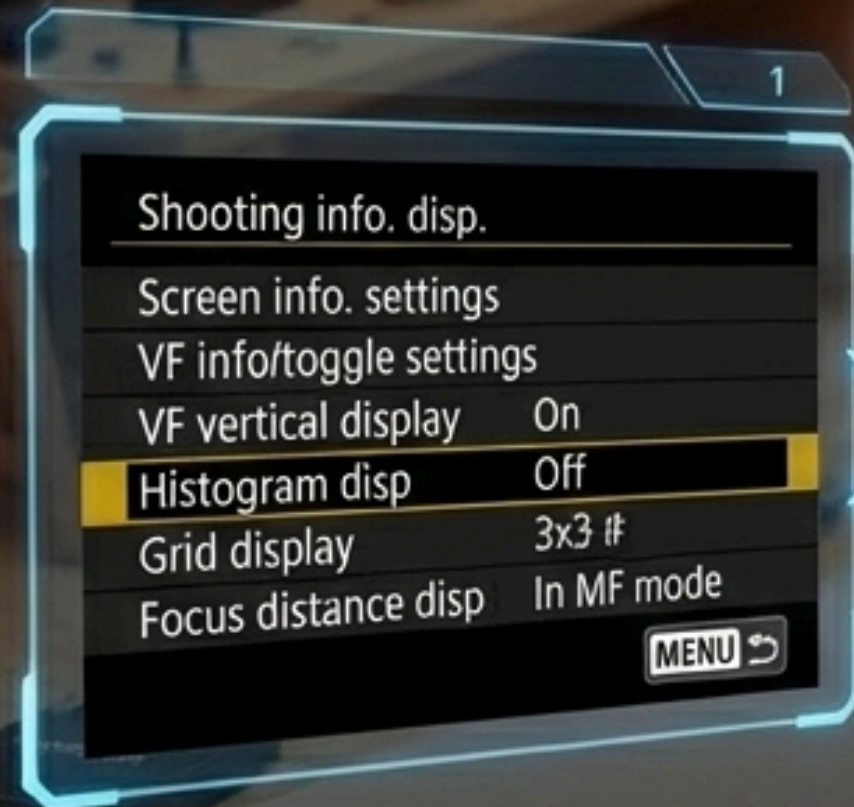 1
Shooting info. disp.
Screen info. settings
VF info/toggle settings
VF vertical display On
Histogram disp Off
Grid display 3x3
Focus distance disp In MF mode
MENU